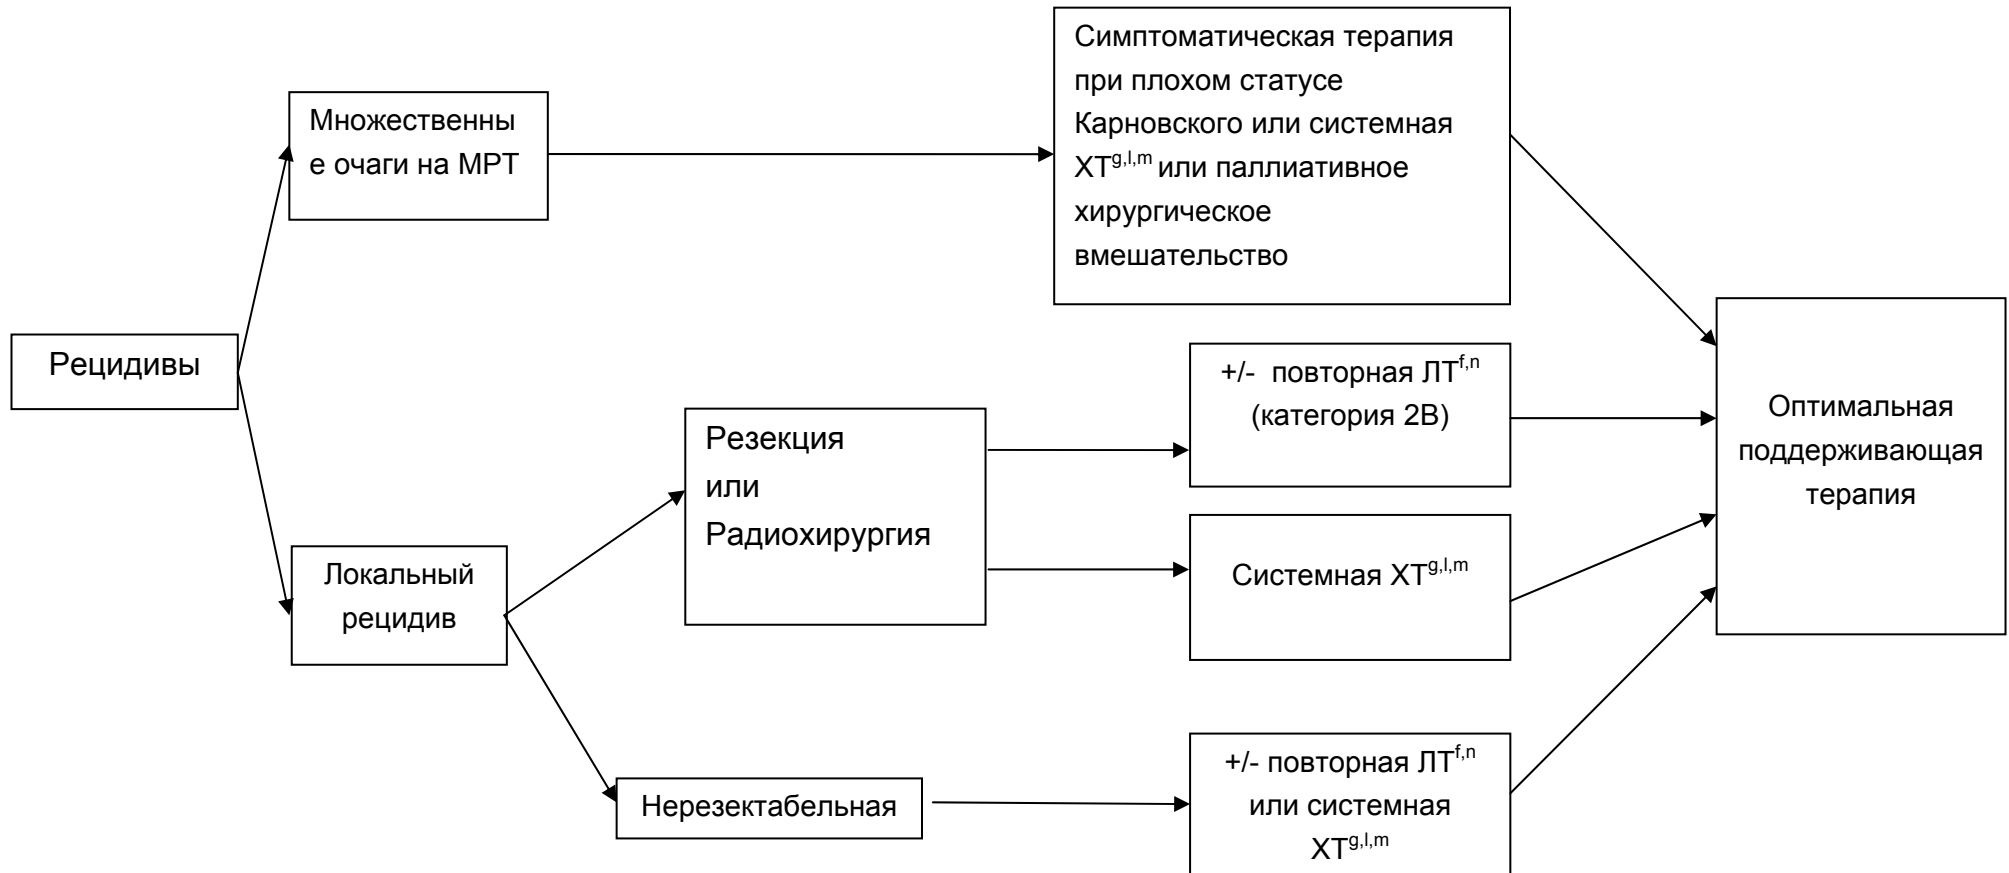 Симптоматическая терапия
при плохом статусе
Карновского или системная
ХТg,l,m или паллиативное
хирургическое
вмешательство
Множественны
е очаги на МРТ
Рецидивы
+/- повторная ЛТf,n
(категория 2B)
Оптимальная
поддерживающая
терапия
Резекция
или
Радиохирургия
Локальный
рецидив
Системная ХТg,l,m
Нерезектабельная
+/- повторная ЛТf,n
или системная
ХТg,l,m